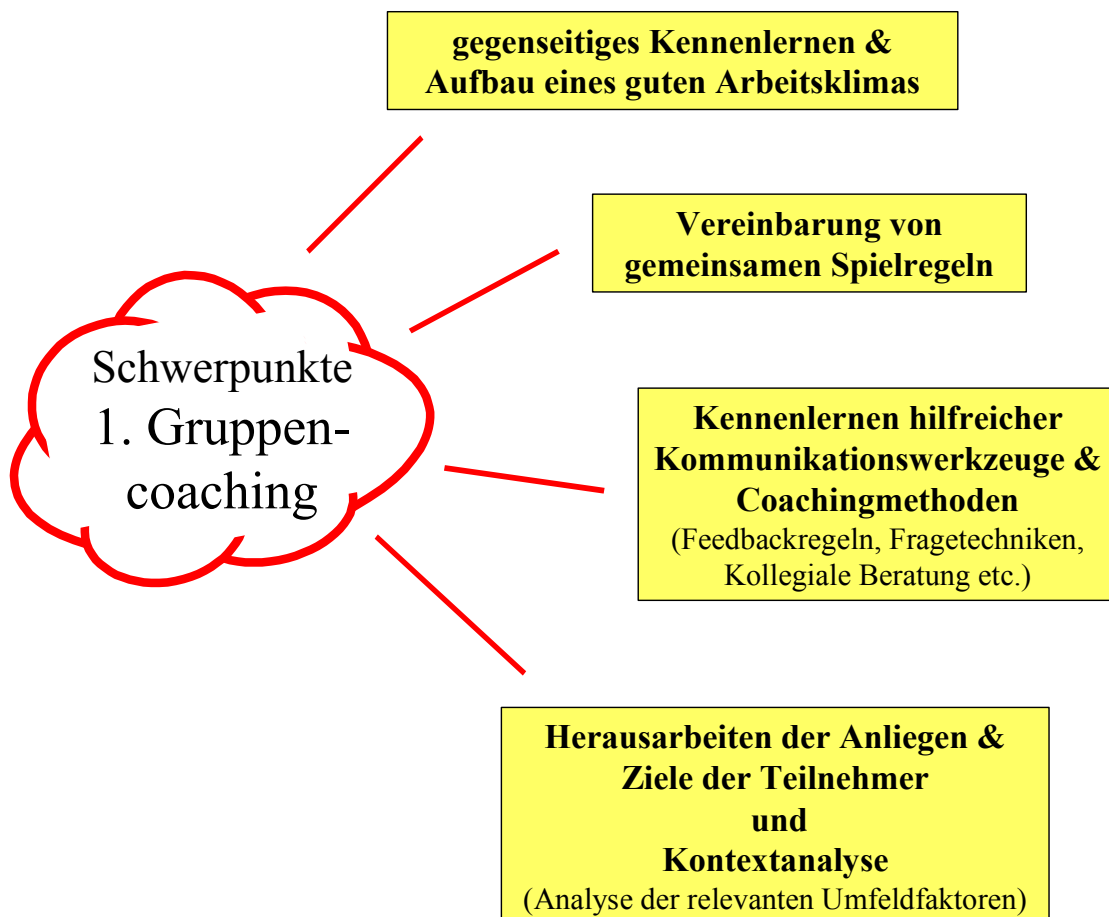 gegenseitiges Kennenlernen &
Aufbau eines guten Arbeitsklimas
Vereinbarung von
gemeinsamen Spielregeln
Schwerpunkte
1. Gruppen-
coaching
Kennenlernen hilfreicher
Kommunikationswerkzeuge &
Coachingmethoden
(Feedbackregeln, Fragetechniken,
Kollegiale Beratung etc.)
Herausarbeiten der Anliegen &
Ziele der Teilnehmer
und
Kontextanalyse
(Analyse der relevanten Umfeldfaktoren)